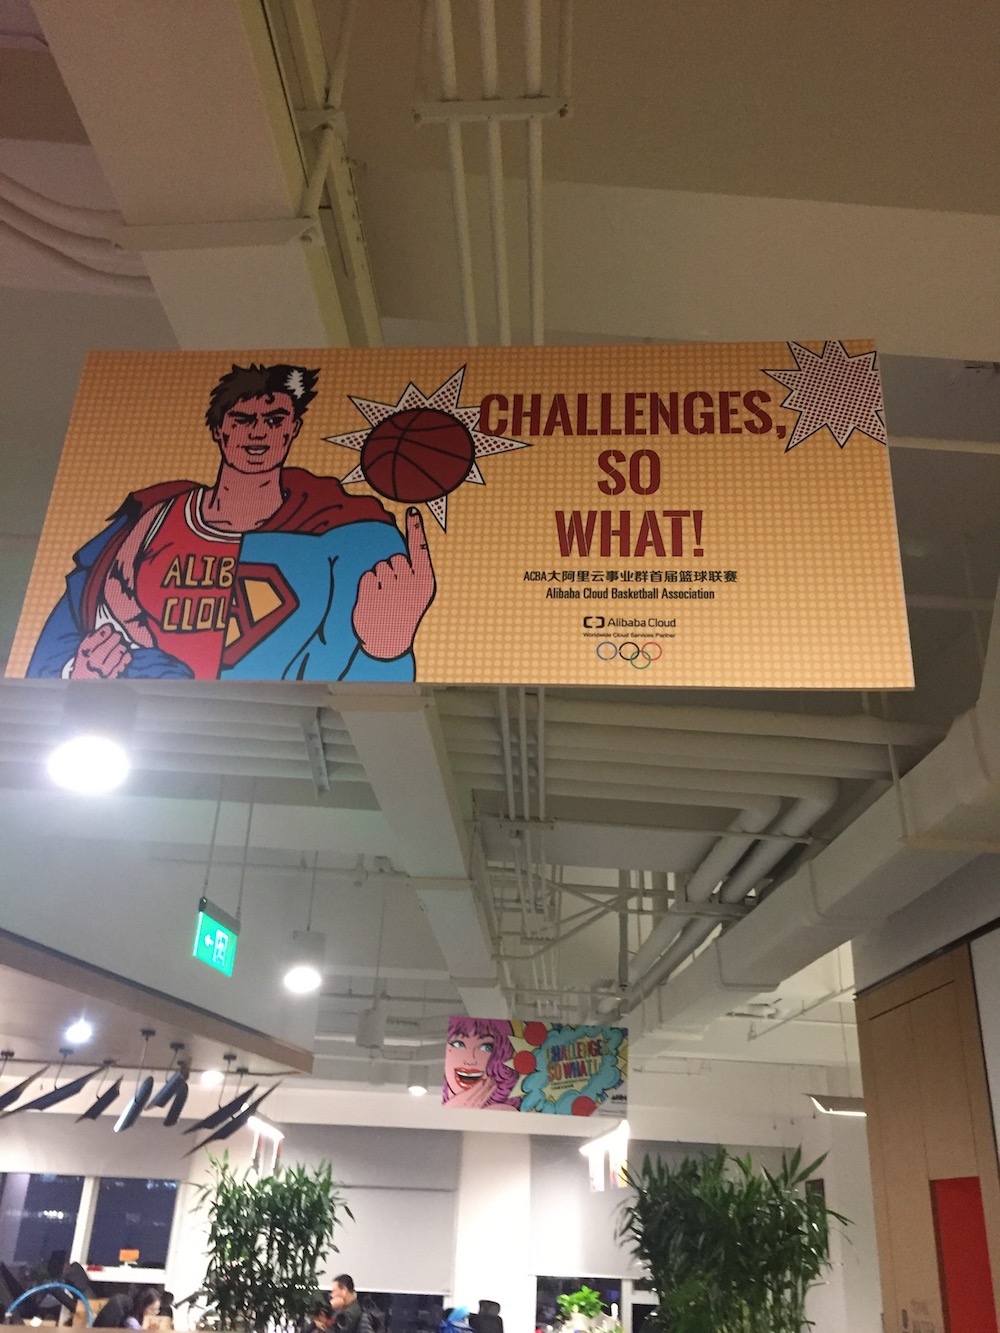 CHALLENGES,
SO
WHAT!
ACBA大阿里云事业群首届篮球联赛
Alibaba Cloud Basketball Association
Alibaba Cloud
Worldwide Cloud Services Partner
ALIB
CLOU
CHALLENGE
SO WHAT!